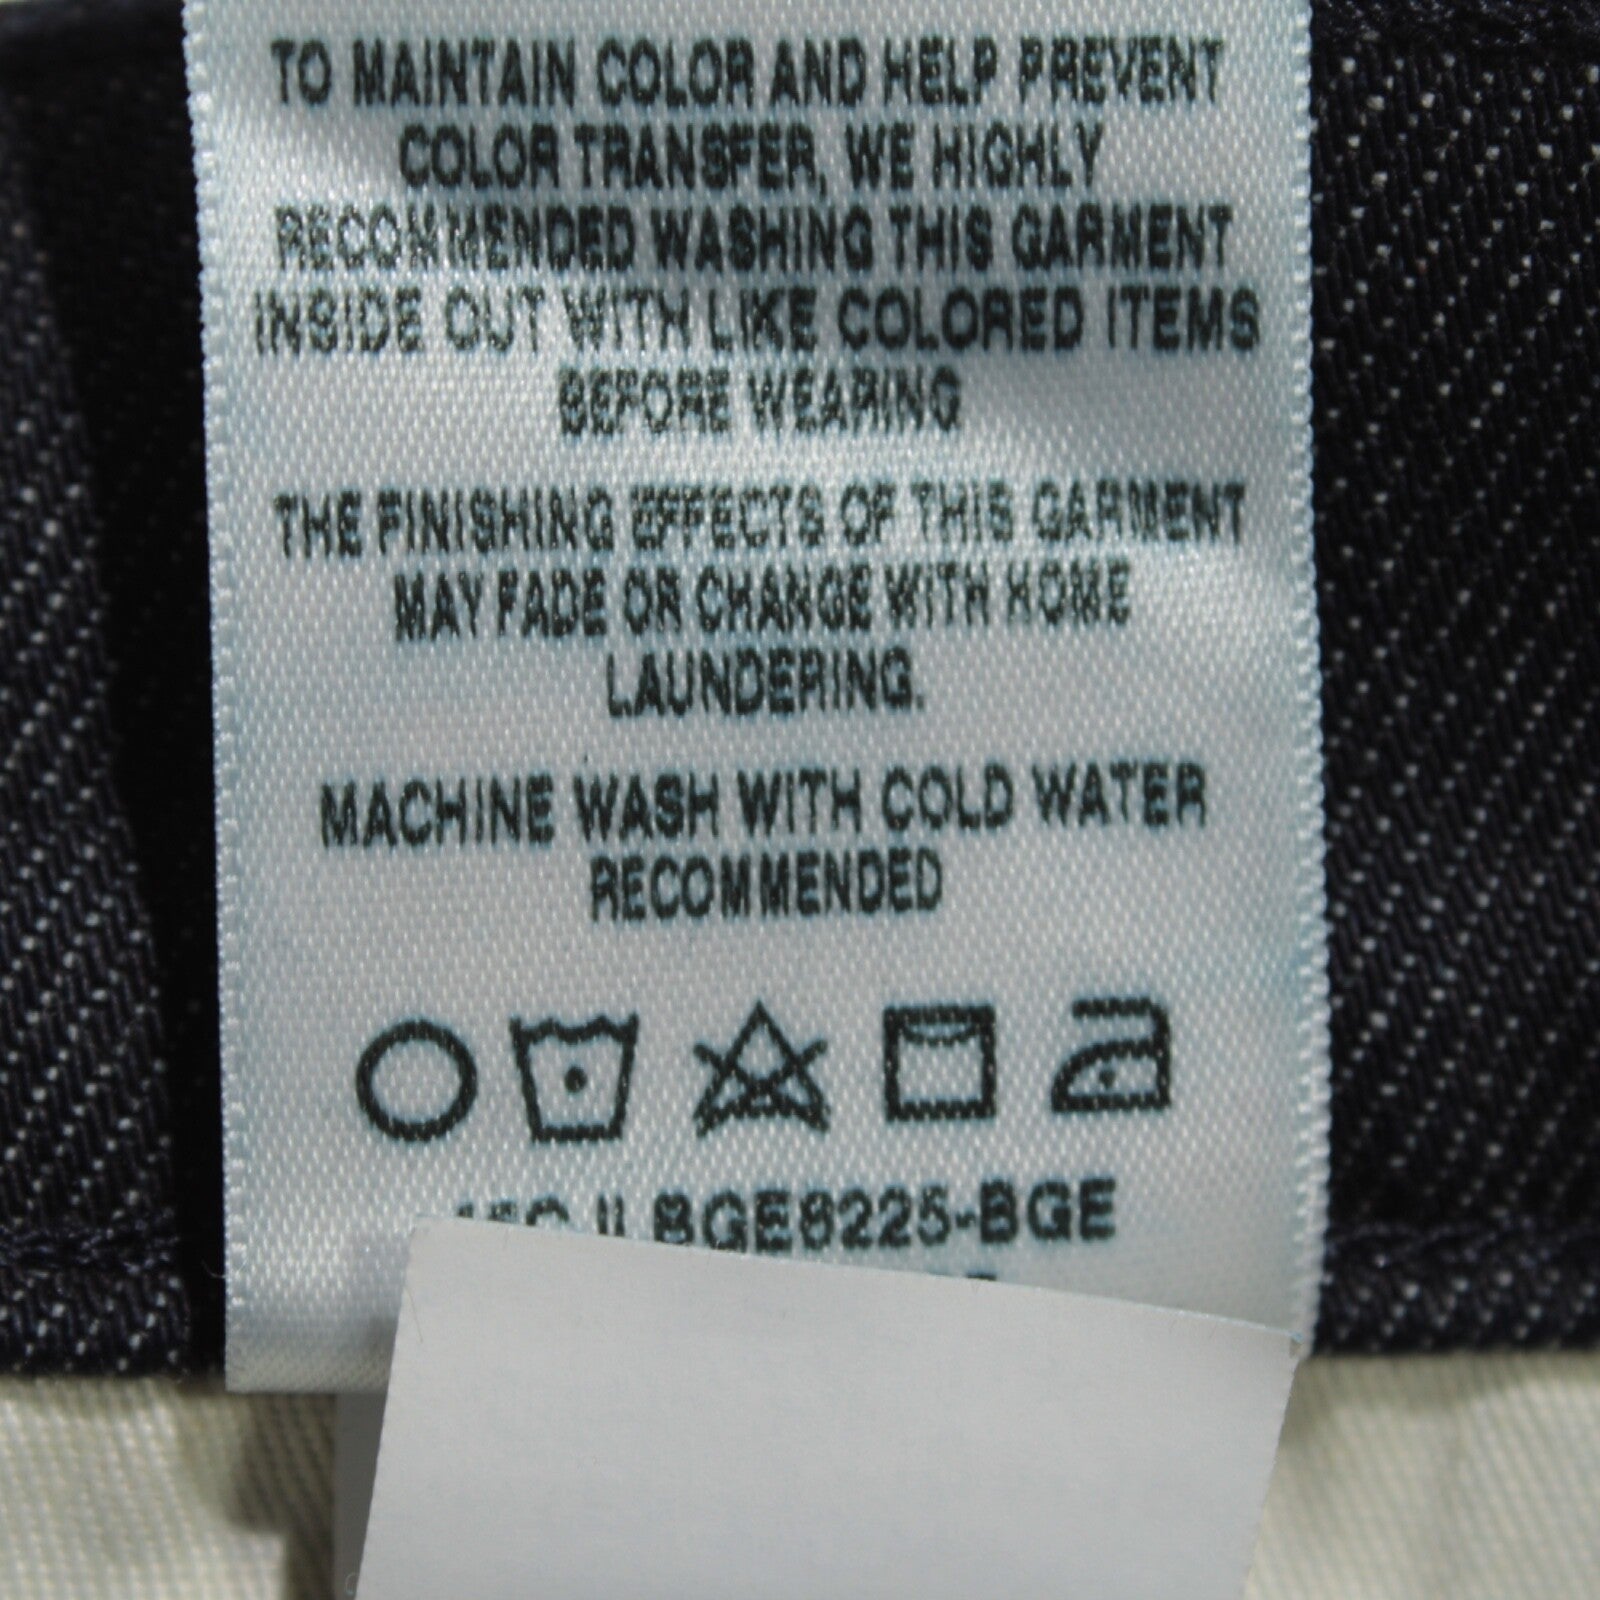 TO MAINTAIN COLOR AND HELP PREVENT
COLOR TRANSFER, WE HIGHLY
RECOMMENDED WASHING THIS GARMENT
INSIDE OUT WITH LIKE COLORED ITEMS
BEFORE WEARING
THE FINISHING EFFECTS OF THIS GARMENT
MAY FADE OR CHANGE WITH HOME
LAUNDERING.
MACHINE WASH WITH COLD WATER
RECOMMENDED
BGE8225-BGE